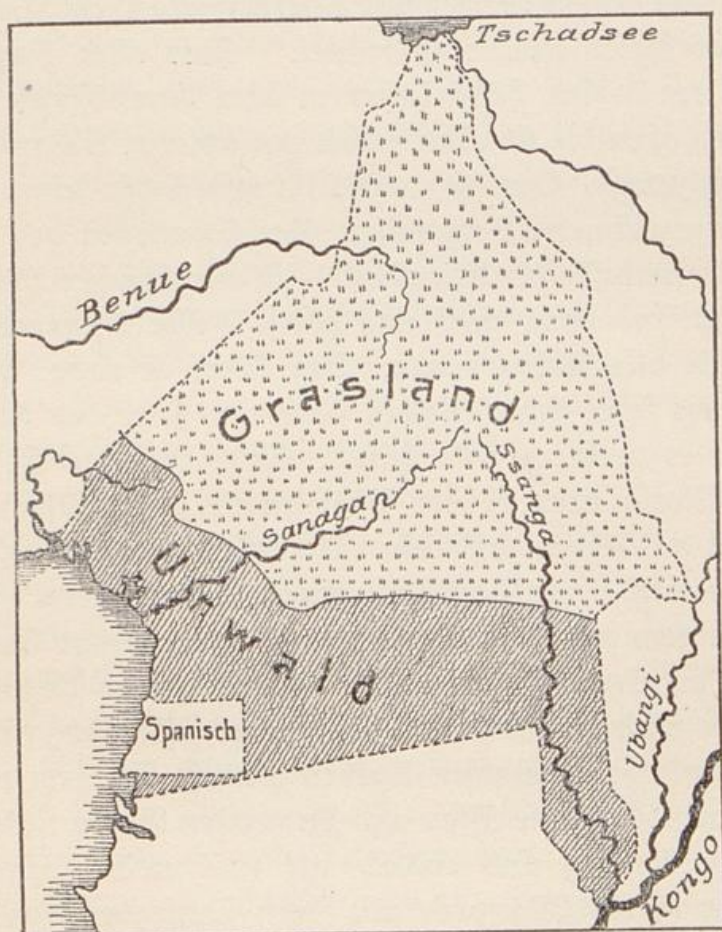 Tschadsee
Benue
Grasland
Ssanga
Sanaga
Urwald
Spanisch
Ubangi
Kongo